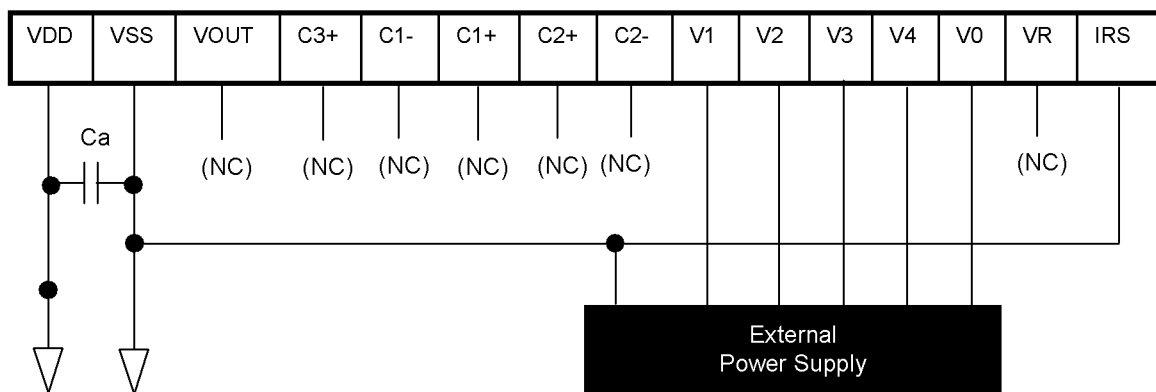 VDD VSS VOUT C3+ C1- C1+ C2+ C2- V1 V2 V3 V4 V0 VR IRS
Ca
(NC) (NC) (NC) (NC) (NC) (NC) (NC)
External
Power Supply